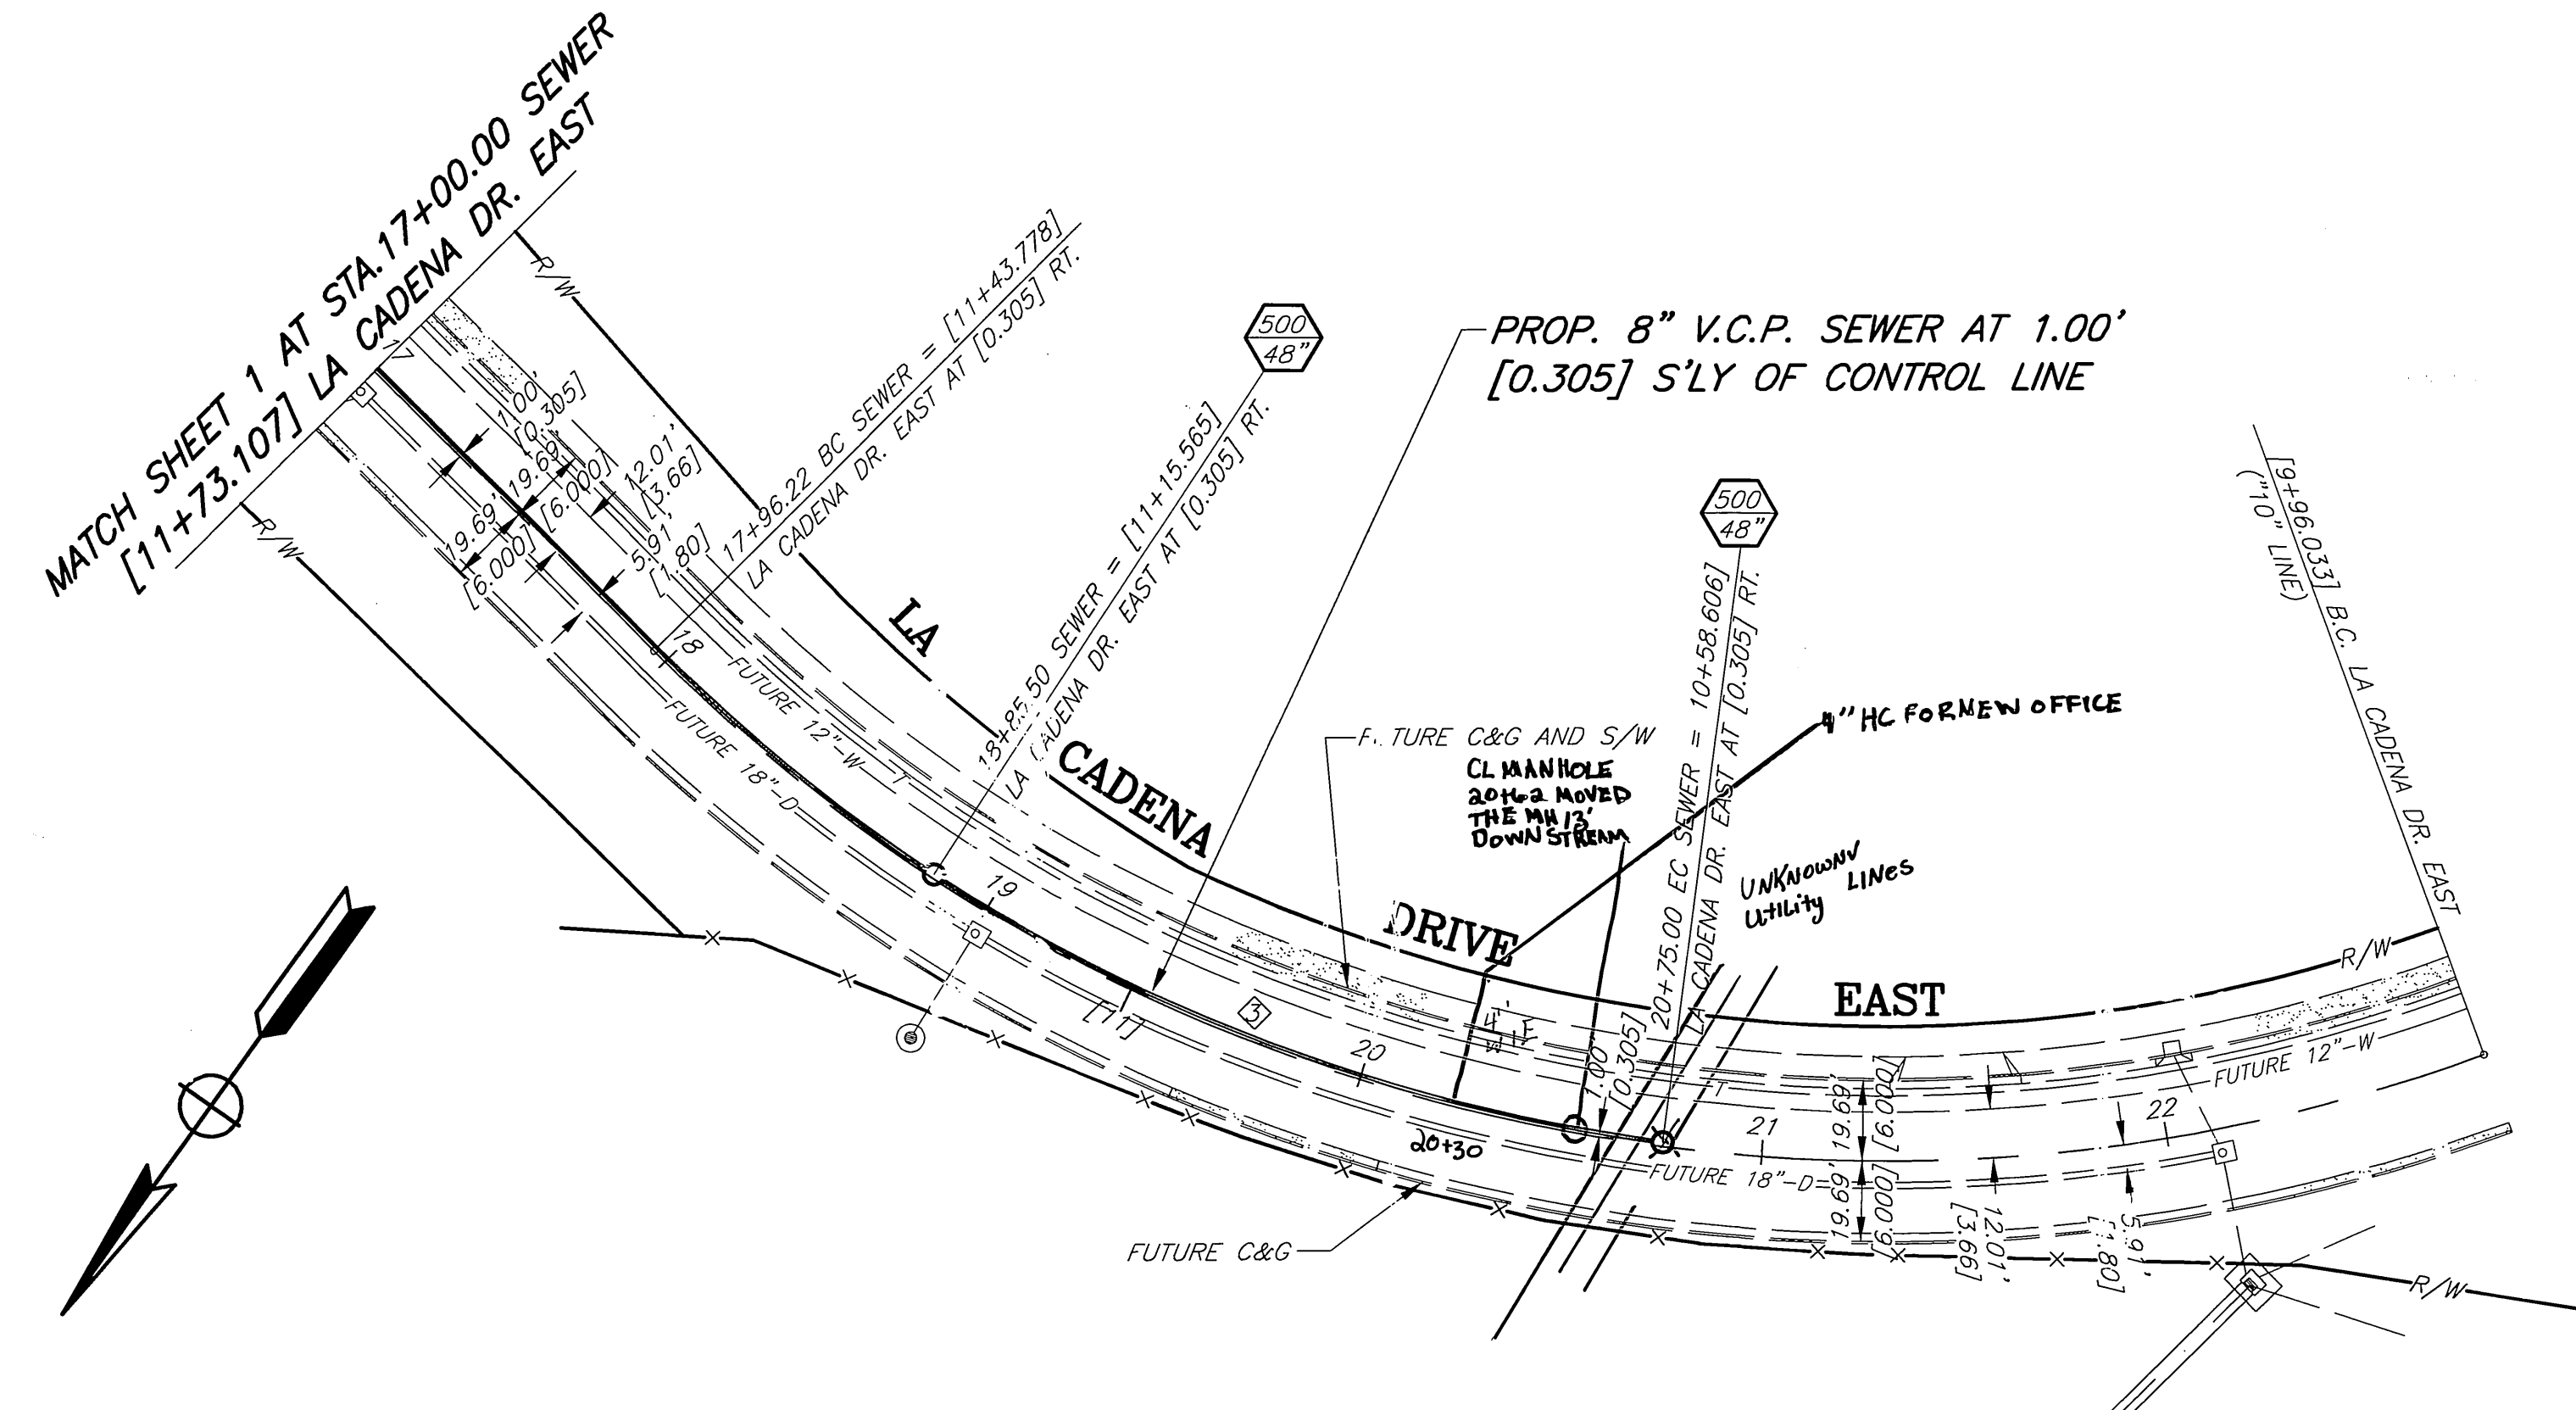 MATCH SHEET 1 AT STA.17+00.00 SEWER
[11+73.107] LA CADENA DR. EAST
R/W
R/W
17
1.00'
[0.305]
19.69'
[6.000]
19.69'
[6.000]
12.01'
[3.66]
5.91'
[1.80]
17+96.22 BC SEWER = [11+43.778]
LA CADENA DR. EAST AT [0.305] RT.
18
FUTURE 12"-W
FUTURE 18"-D
T
LA
CADENA
DRIVE
EAST
500
48"
18+85.50 SEWER = [11+15.565]
LA CADENA DR. EAST AT [0.305] RT.
19
PROP. 8" V.C.P. SEWER AT 1.00'
[0.305] S'LY OF CONTROL LINE
500
48"
20+75.00 EC SEWER = 10+58.606]
LA CADENA DR. EAST AT [0.305] RT.
4" HC FOR NEW OFFICE
TURE C&G AND S/W
CL MANHOLE
20+62 MOVED
THE MH 13'
DOWNSTREAM
UNKNOWN
UTILITY LINES
[9+96.033] B.C. LA CADENA DR. EAST
("10" LINE)
[11]
3
20
4'
20+30
1.00'
[0.305]
T
21
22
FUTURE 12"-W
FUTURE 18"-D
19.69'
[6.000]
19.69'
[6.000]
12.01'
[3.66]
5.91'
[1.80]
FUTURE C&G
R/W
R/W